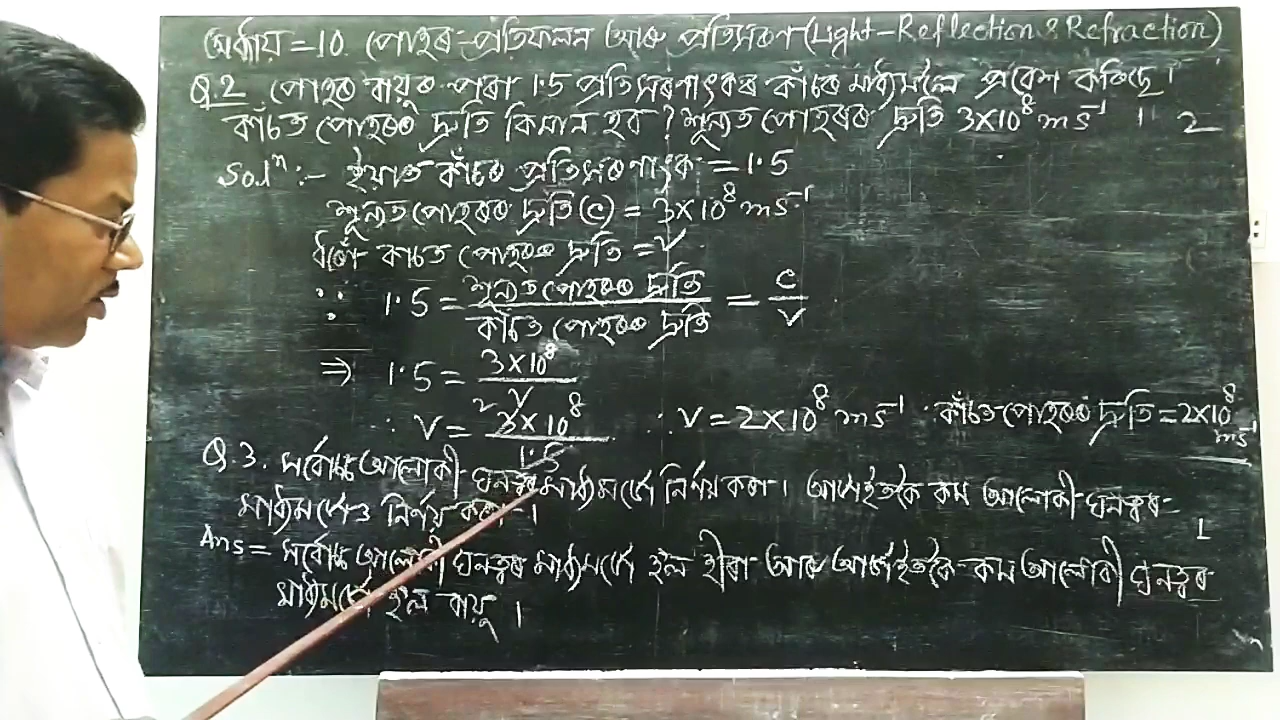 অধ্যায় = 10. পোহৰ :- প্ৰতিফলন আৰু প্ৰতিসৰণ (Light - Reflection & Refraction)
Q.2 পোহৰ বায়ুৰ পৰা 1.5 প্ৰতিসৰণাংকৰ কাঁচৰ মাধ্যমলৈ প্ৰবেশ কৰিছে।
কাঁচত পোহৰৰ দ্ৰুতি কিমান হব? শূন্যত পোহৰৰ দ্ৰুতি 3×10⁸ ms⁻¹ । 2
Solⁿ :- ইয়াত কাঁচৰ প্ৰতিসৰণাংক = 1.5
শূন্যত পোহৰৰ দ্ৰুতি (c) = 3×10⁸ ms⁻¹
ধৰোঁ কাচত পোহৰৰ দ্ৰুতি = v
∵ 1.5 = শূন্যত পোহৰৰ দ্ৰুতি / কাঁচত পোহৰৰ দ্ৰুতি = c / v
⇒ 1.5 = 3×10⁸ / v
∴ v = 3×10⁸ / 1.5 ∴ v = 2×10⁸ ms⁻¹ ∴ কাঁচত পোহৰৰ দ্ৰুতি = 2×10⁸ ms⁻¹
Q.3. সৰ্বোচ্চ আলোকী ঘনত্বৰ মাধ্যমটো নিৰ্ণয় কৰা। আটাইতকৈ কম আলোকী ঘনত্বৰ
মাধ্যমটোও নিৰ্ণয় কৰা । 1
Ans = সৰ্বোচ্চ আলোকী ঘনত্বৰ মাধ্যমটো হ'ল হীৰা আৰু আটাইতকৈ কম আলোকী ঘনত্বৰ
মাধ্যমটো হ'ল বায়ু ।